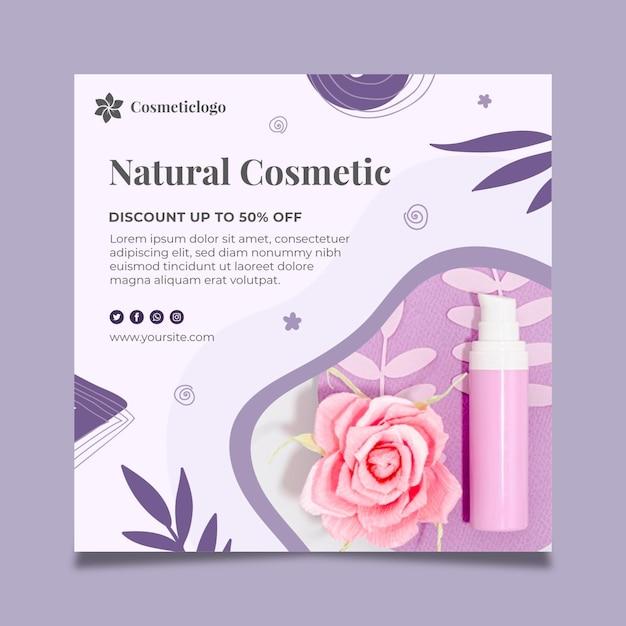 Cosmeticlogo
Natural Cosmetic
DISCOUNT UP TO 50% OFF
Lorem ipsum dolor sit amet,
consectetuer adipiscing elit, sed
diam nonummy nibh euismod
tincidunt ut laoreet dolore
magna aliquam erat volutpat.
www.yoursite.com